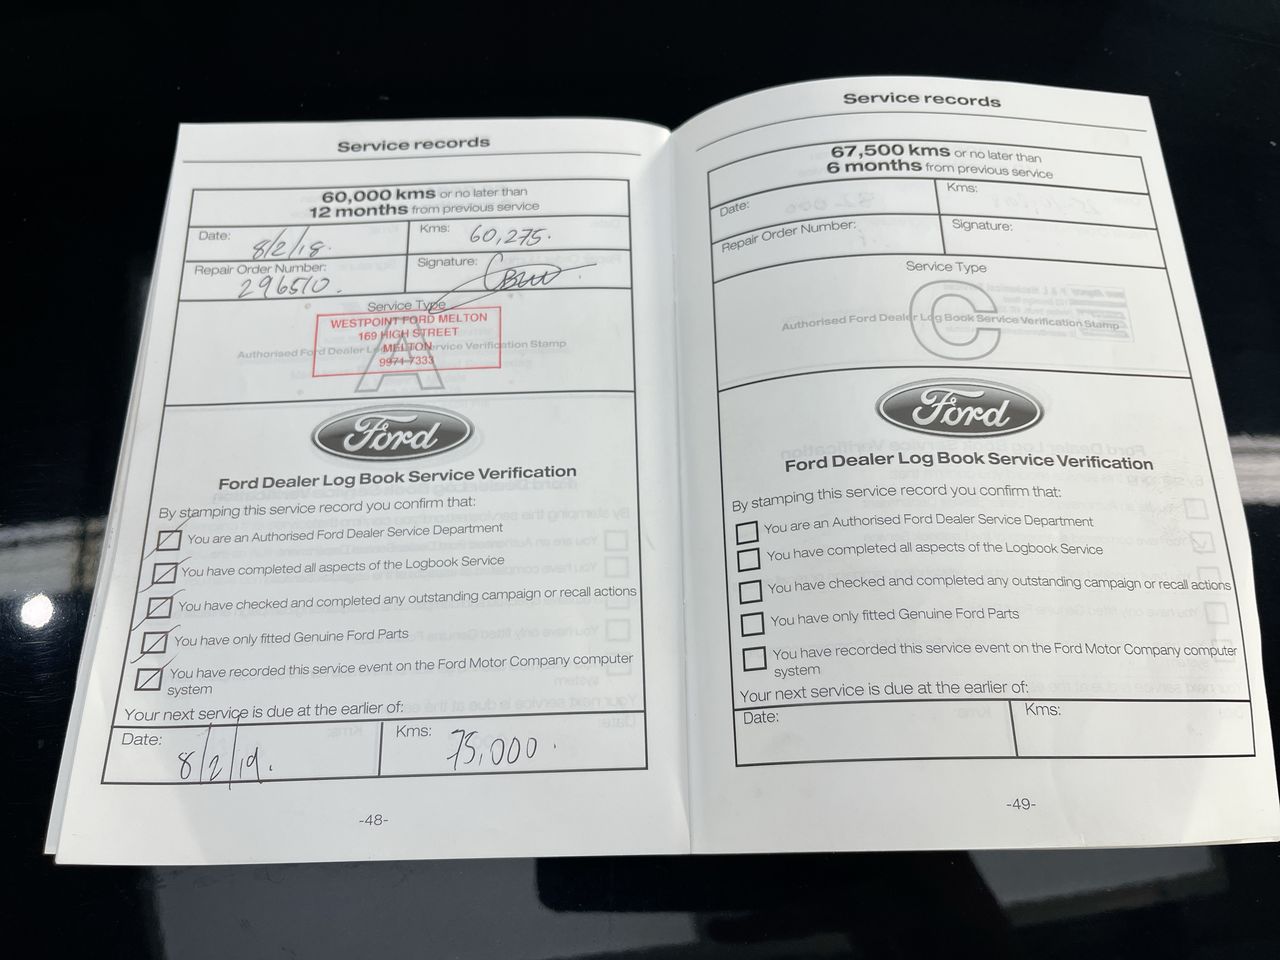 Service records
60,000 kms or no later than
12 months from previous service
Date: 8/2/18.
Kms: 60,275.
Repair Order Number: 296510.
Signature:
Service Type
A
Authorised Ford Dealer Log Book Service Verification Stamp
WESTPOINT FORD MELTON
169 HIGH STREET
MELTON
9971 7333
Ford
Ford Dealer Log Book Service Verification
By stamping this service record you confirm that:
You are an Authorised Ford Dealer Service Department
You have completed all aspects of the Logbook Service
You have checked and completed any outstanding campaign or recall actions
You have only fitted Genuine Ford Parts
You have recorded this service event on the Ford Motor Company computer
system
Your next service is due at the earlier of:
Date: 8/2/19.
Kms: 75,000.
-48-
Service records
67,500 kms or no later than
6 months from previous service
Date:
Kms:
Repair Order Number:
Signature:
Service Type
C
Authorised Ford Dealer Log Book Service Verification Stamp
Ford
Ford Dealer Log Book Service Verification
By stamping this service record you confirm that:
You are an Authorised Ford Dealer Service Department
You have completed all aspects of the Logbook Service
You have checked and completed any outstanding campaign or recall actions
You have only fitted Genuine Ford Parts
You have recorded this service event on the Ford Motor Company computer
system
Your next service is due at the earlier of:
Date:
Kms:
-49-